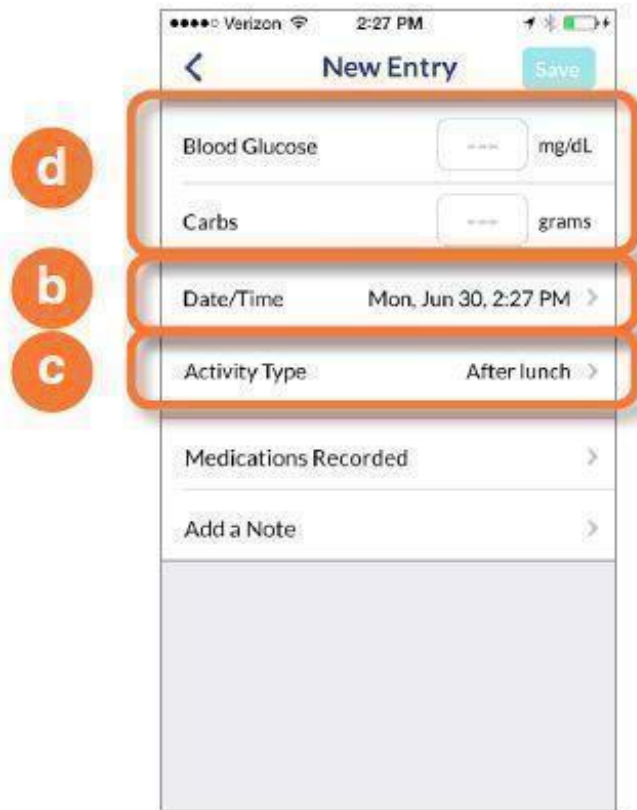 Verizon 2:27 PM
New Entry Save
d
Blood Glucose --- mg/dL
Carbs --- grams
b
Date/Time Mon, Jun 30, 2:27 PM
c
Activity Type After lunch
Medications Recorded
Add a Note